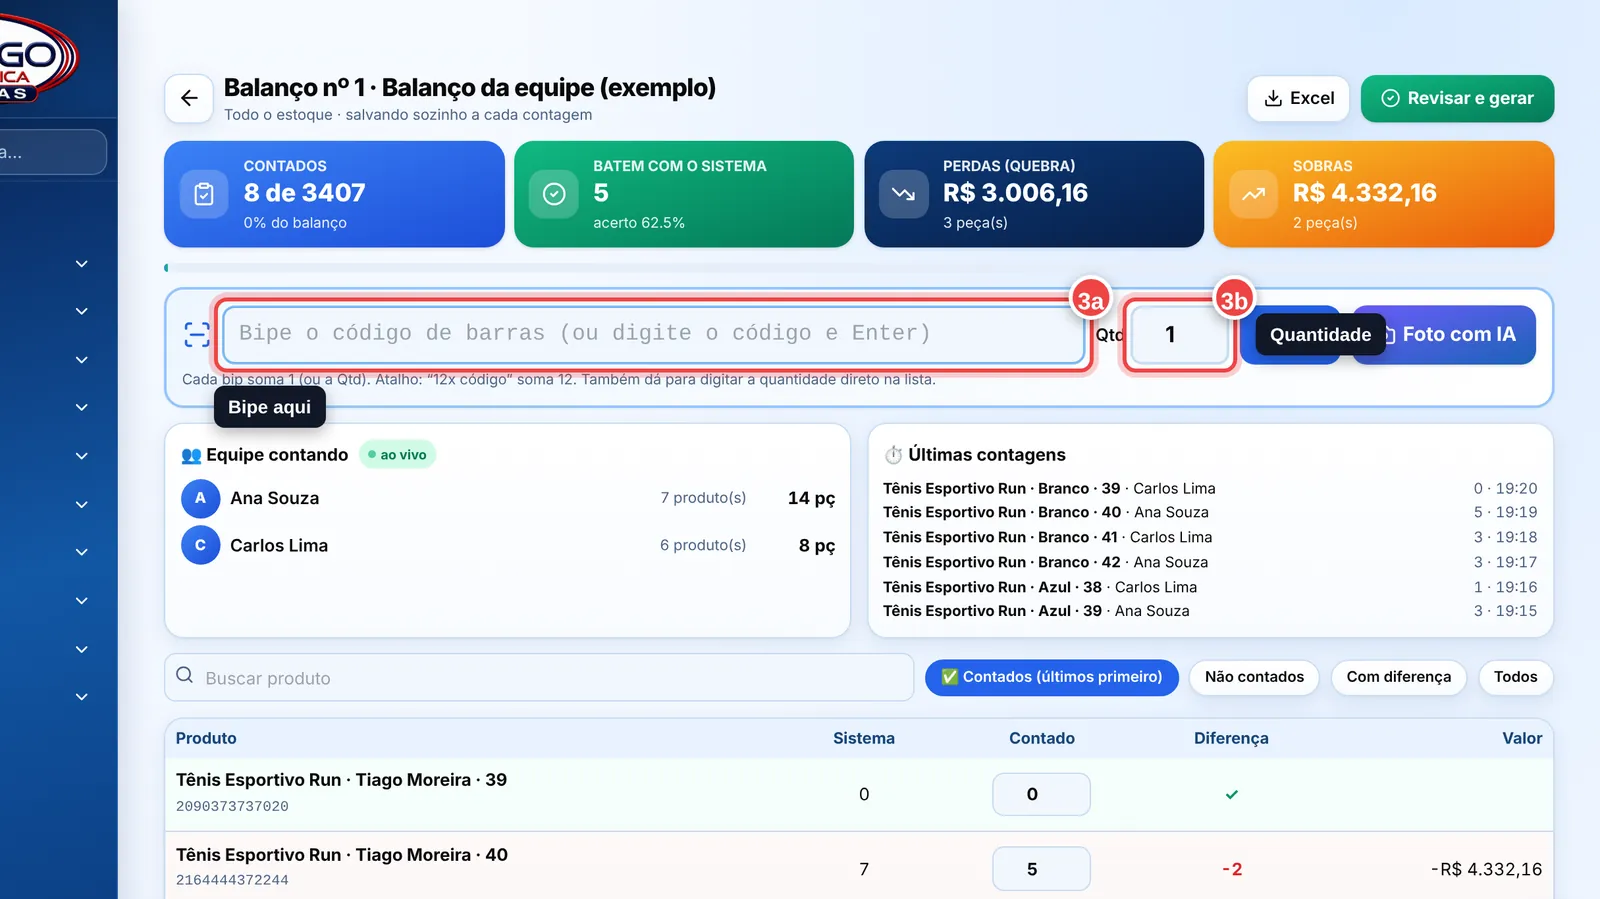 GO
ICA
AS
a...
Balanço nº 1 · Balanço da equipe (exemplo)
Todo o estoque · salvando sozinho a cada contagem
Excel
Revisar e gerar
CONTADOS
8 de 3407
0% do balanço
BATEM COM O SISTEMA
5
acerto 62.5%
PERDAS (QUEBRA)
R$ 3.006,16
3 peça(s)
SOBRAS
R$ 4.332,16
2 peça(s)
3a
3b
Bipe o código de barras (ou digite o código e Enter)
Qtd
1
Quantidade
Foto com IA
Cada bip soma 1 (ou a Qtd). Atalho: “12x código” soma 12. Também dá para digitar a quantidade direto na lista.
Bipe aqui
Equipe contando
ao vivo
A
Ana Souza
7 produto(s)
14 pç
C
Carlos Lima
6 produto(s)
8 pç
Últimas contagens
Tênis Esportivo Run · Branco · 39 · Carlos Lima
0 · 19:20
Tênis Esportivo Run · Branco · 40 · Ana Souza
5 · 19:19
Tênis Esportivo Run · Branco · 41 · Carlos Lima
3 · 19:18
Tênis Esportivo Run · Branco · 42 · Ana Souza
3 · 19:17
Tênis Esportivo Run · Azul · 38 · Carlos Lima
1 · 19:16
Tênis Esportivo Run · Azul · 39 · Ana Souza
3 · 19:15
Buscar produto
✅ Contados (últimos primeiro)
Não contados
Com diferença
Todos
Produto
Sistema
Contado
Diferença
Valor
Tênis Esportivo Run · Tiago Moreira · 39
2090373737020
0
0
✓
Tênis Esportivo Run · Tiago Moreira · 40
2164444372244
7
5
-2
-R$ 4.332,16